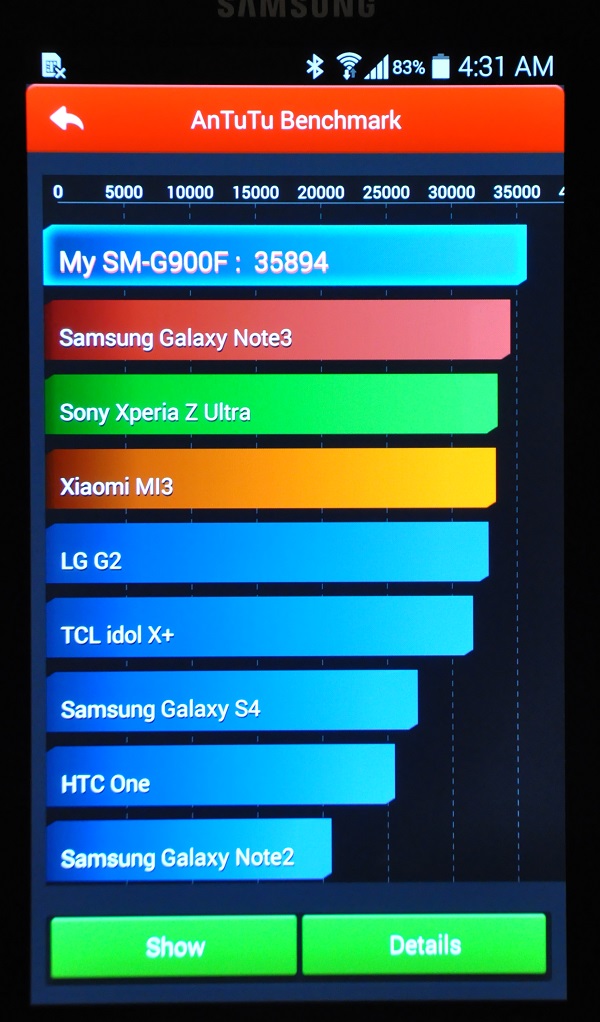 SAMSUNG
83% 4:31 AM
AnTuTu Benchmark
0 5000 10000 15000 20000 25000 30000 35000
My SM-G900F : 35894
Samsung Galaxy Note3
Sony Xperia Z Ultra
Xiaomi MI3
LG G2
TCL idol X+
Samsung Galaxy S4
HTC One
Samsung Galaxy Note2
Show Details